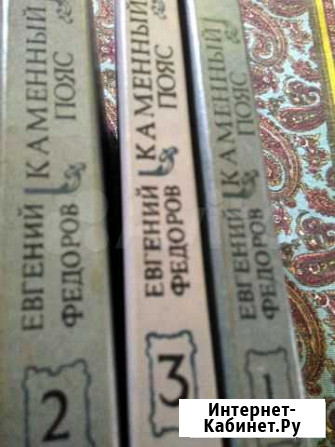 ЕВГЕНИЙ
ФЕДОРОВ
КАМЕННЫЙ
ПОЯС
2
ЕВГЕНИЙ
ФЕДОРОВ
КАМЕННЫЙ
ПОЯС
3
ЕВГЕНИЙ
ФЕДОРОВ
КАМЕННЫЙ
ПОЯС
1
Интернет-
Кабинет.Ру